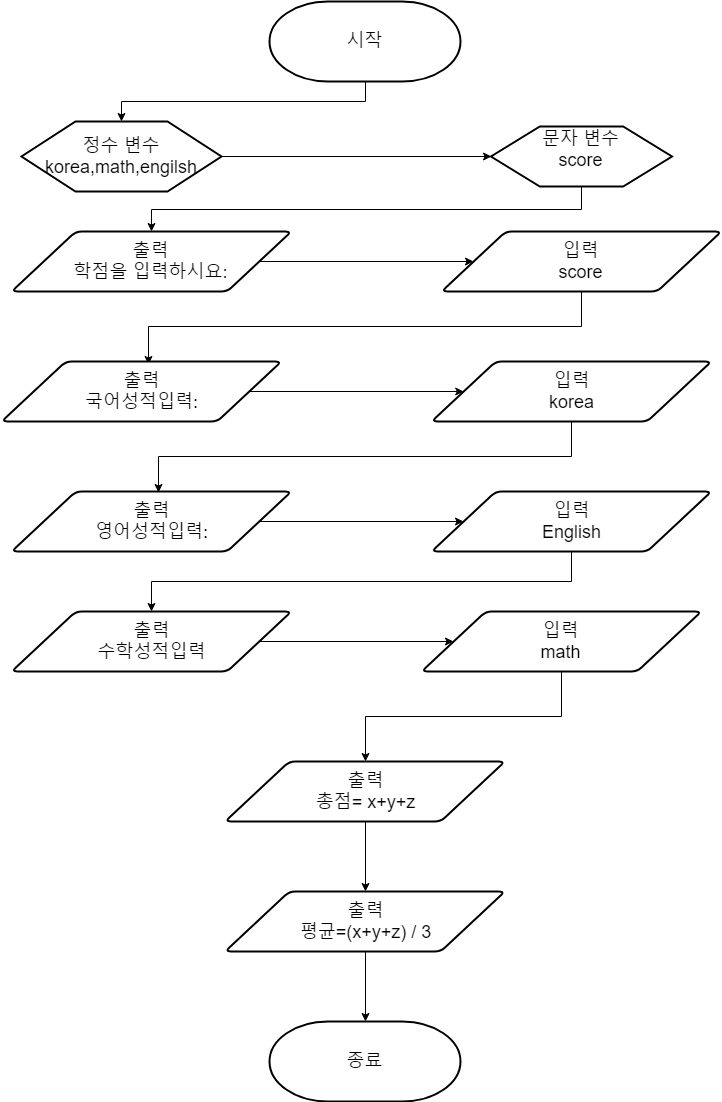 시작
정수 변수
korea,math,engilsh
문자 변수
score
출력
학점을 입력하시요:
입력
score
출력
국어성적입력:
입력
korea
출력
영어성적입력:
입력
English
출력
수학성적입력
입력
math
출력
총점= x+y+z
출력
평균=(x+y+z) / 3
종료